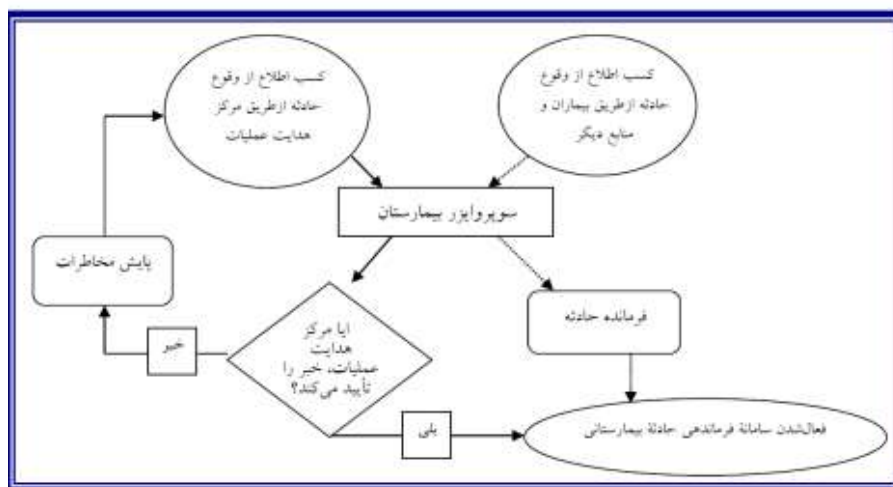 کسب اطلاع از وقوع
حادثه ازطریق بیماران و
منابع دیگر
کسب اطلاع از وقوع
حادثه ازطریق مرکز
هدایت عملیات
سوپروایزر بیمارستان
پایش مخاطرات
فرمانده حادثه
ایا مرکز
هدایت
عملیات، خبر را
تأیید می‌کند؟
خیر
بلی
فعال‌شدن سامانهٔ فرماندهی حادثهٔ بیمارستانی